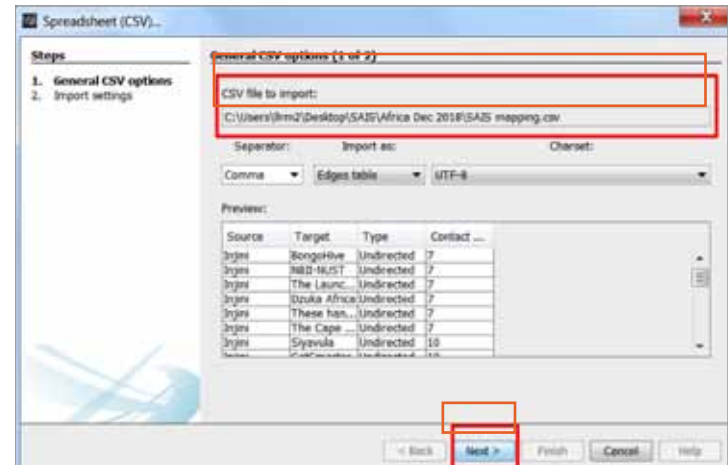 Spreadsheet (CSV)...
Steps
1. General CSV options
2. Import settings
General CSV options (1 of 2)
CSV file to import:
C:\Users\lrm2\Desktop\SAIS\Africa Dec 2018\SAIS mapping.csv
Separator: Import as: Charset:
Comma Edges table UTF-8
Preview:
Source Target Type Contact ...
Injini BongoHive Undirected 7
Injini NBII-NUST Undirected 7
Injini The Launc... Undirected 7
Injini Dzuka Africa Undirected 7
Injini These han... Undirected 7
Injini The Cape ... Undirected 7
Injini Siyavula Undirected 10
Undirected 10
< Back Next > Finish Cancel Help